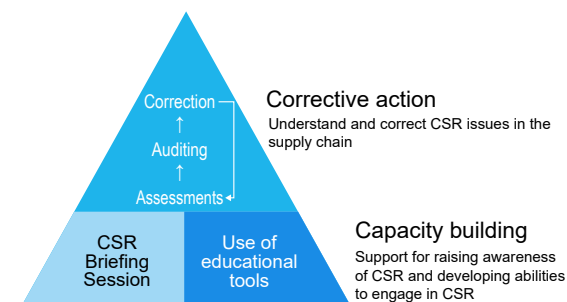 Correction
↑
Auditing
↑
Assessments
Corrective action
Understand and correct CSR issues in the
supply chain
CSR
Briefing
Session
Use of
educational
tools
Capacity building
Support for raising awareness
of CSR and developing abilities
to engage in CSR